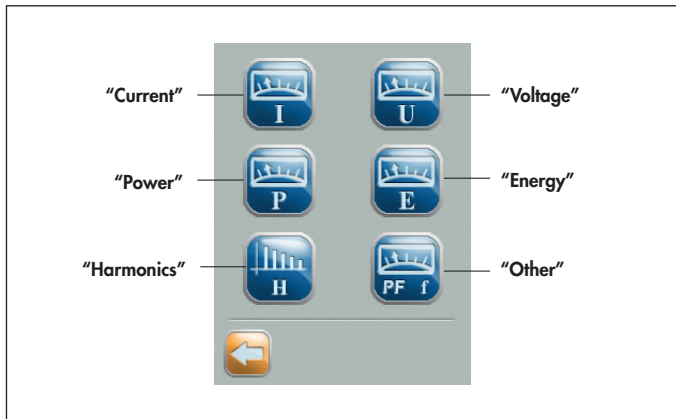 “Current”
I
U
“Voltage”
“Power”
P
E
“Energy”
“Harmonics”
H
PF f
“Other”